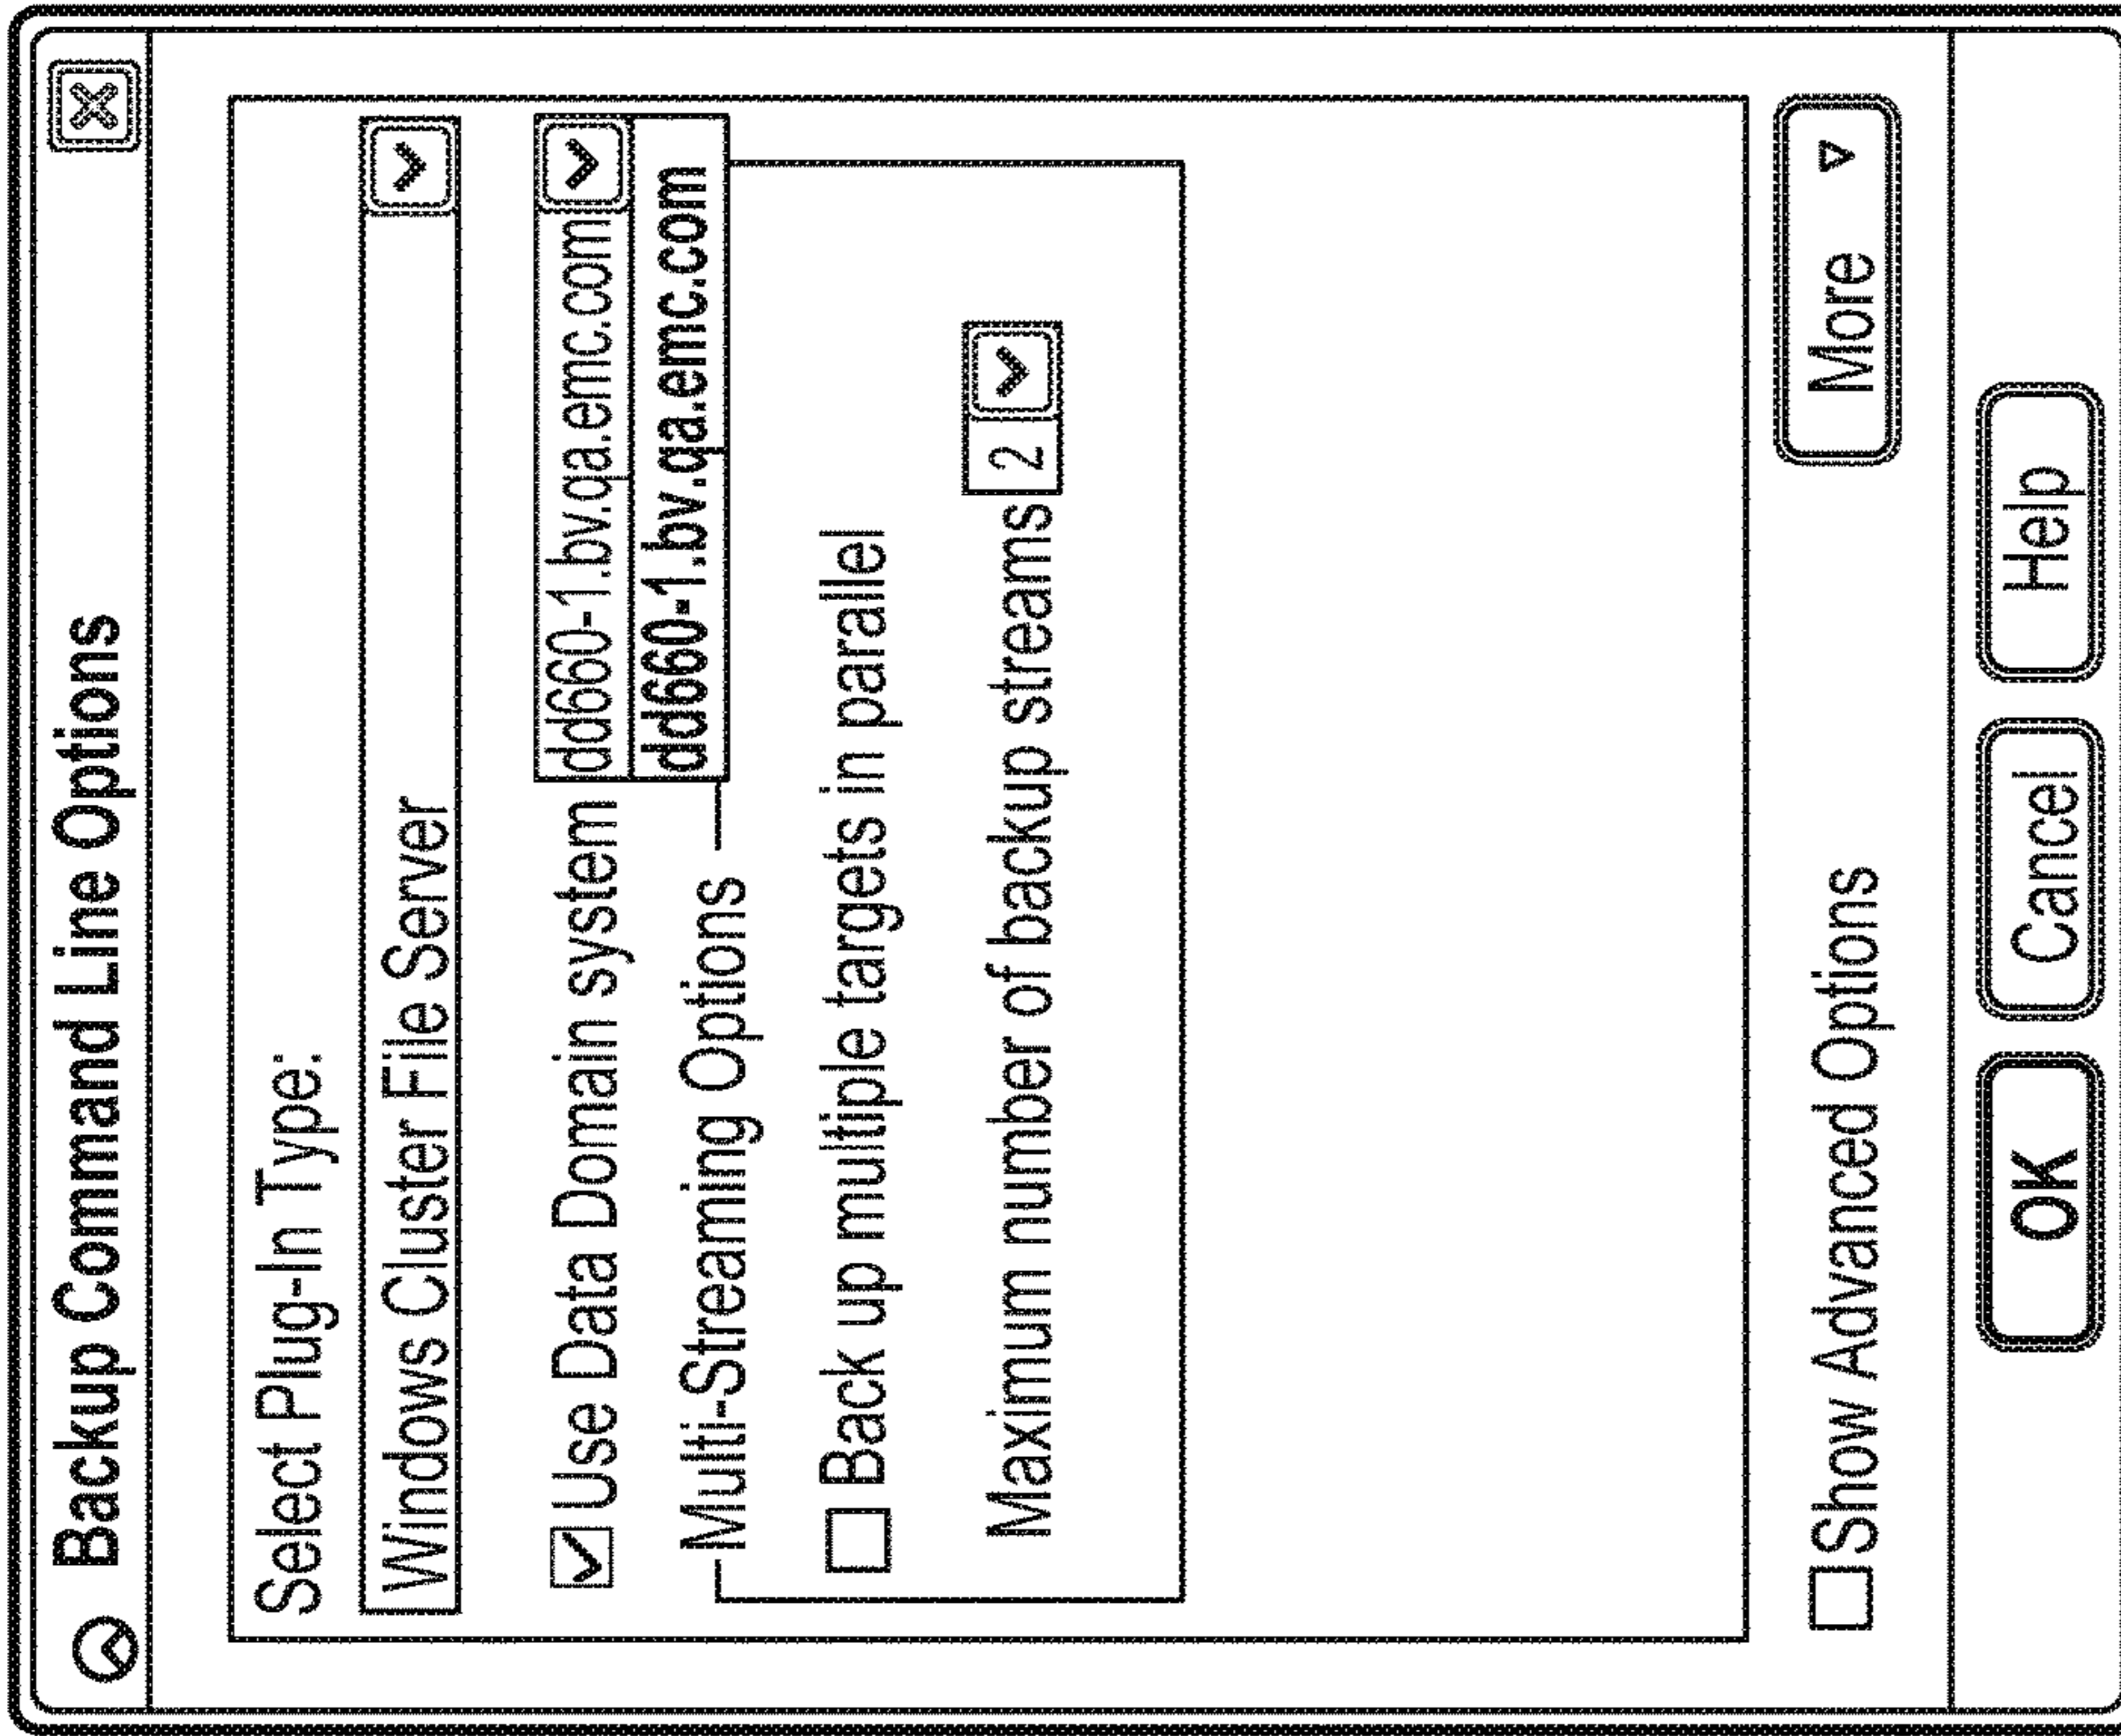 Backup Command Line Options
Select Plug-In Type:
Windows Cluster File Server
Use Data Domain system dd660-1.bv.qa.emc.com
dd660-1.bv.qa.emc.com
Multi-Streaming Options
Back up multiple targets in parallel
Maximum number of backup streams 2
Show Advanced Options More
OK Cancel Help